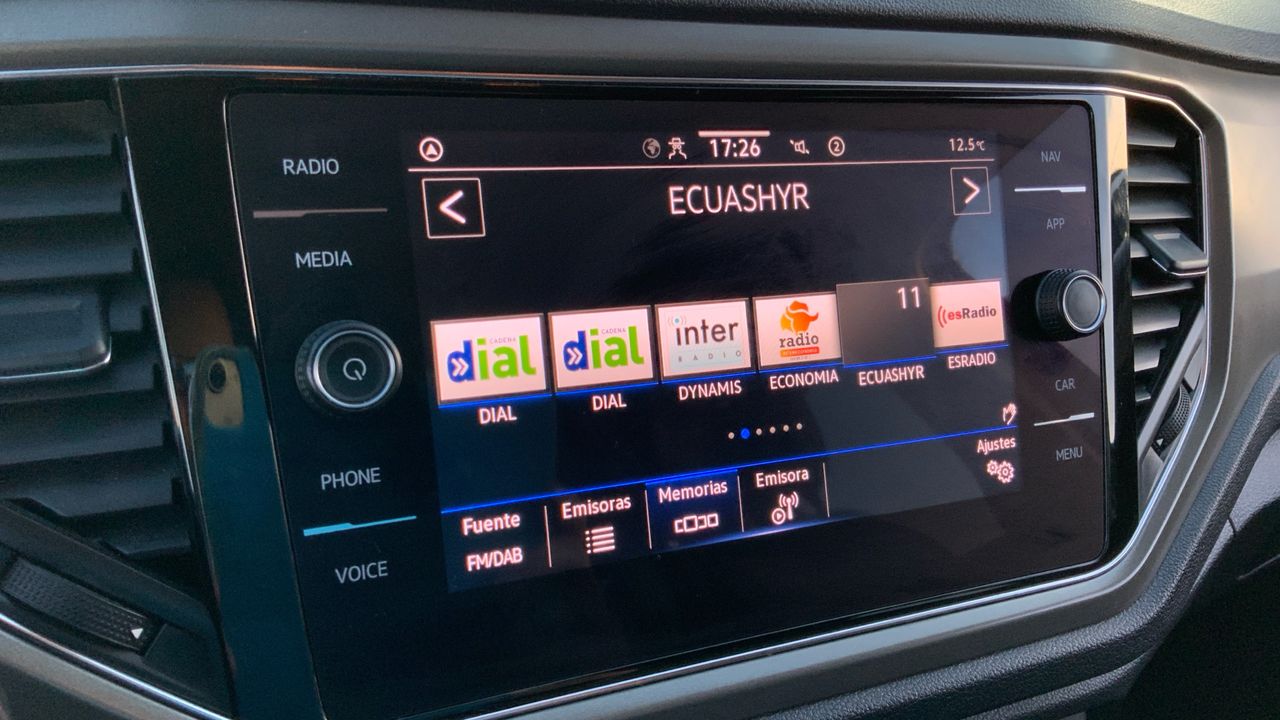 RADIO
MEDIA
PHONE
VOICE
17:26
2
12.5°C
<
ECUASHYR
>
CADENA
dial
CADENA
dial
inter
RADIO
radio
11
esRadio
DIAL
DIAL
DYNAMIS
ECONOMIA
ECUASHYR
ESRADIO
Fuente
FM/DAB
Emisoras
Memorias
Emisora
Ajustes
NAV
APP
CAR
MENU